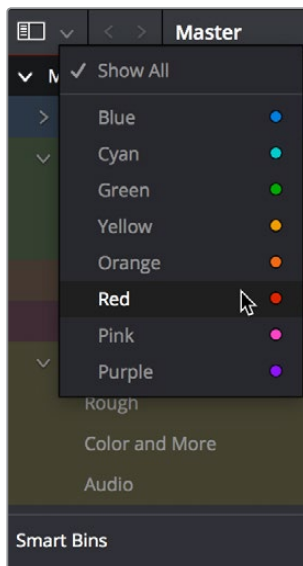 Master
M
Show All
Blue
Cyan
Green
Yellow
Orange
Red
Pink
Purple
Rough
Color and More
Audio
Smart Bins